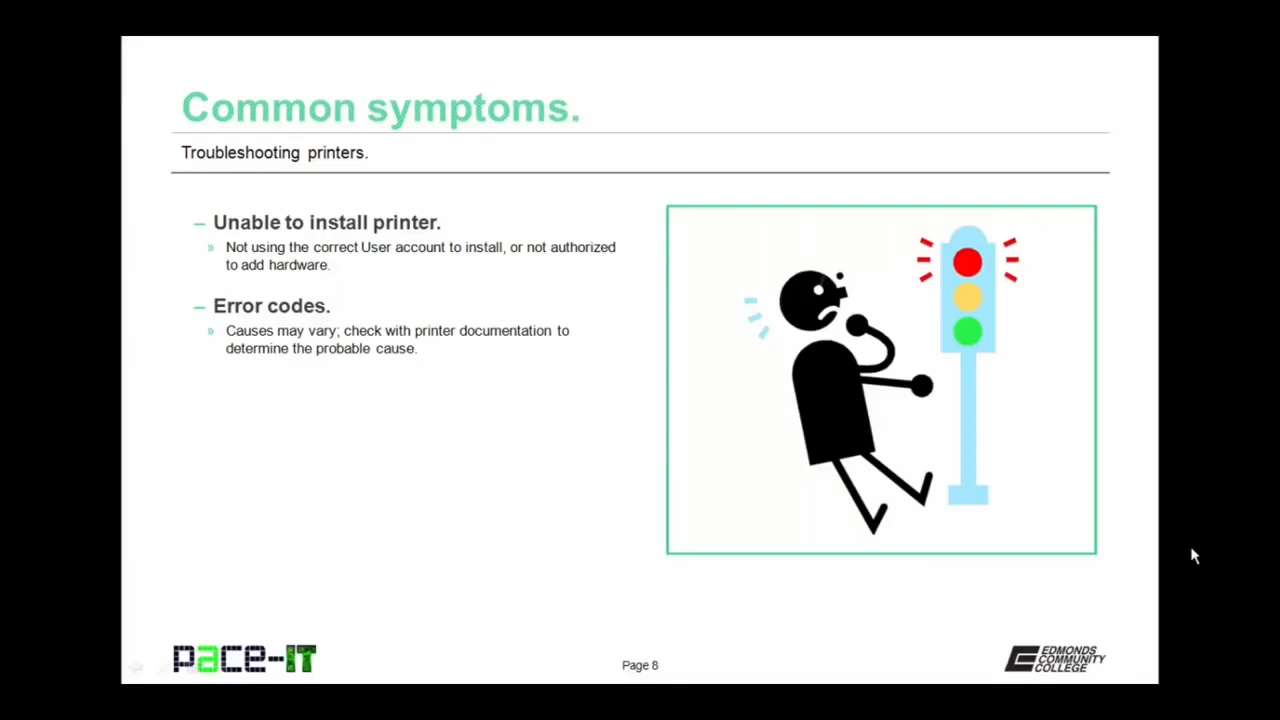 Common symptoms.
Troubleshooting printers.
– Unable to install printer.
» Not using the correct User account to install, or not authorized
to add hardware.
– Error codes.
» Causes may vary; check with printer documentation to
determine the probable cause.
pace-IT
Page 8
EDMONDS
COMMUNITY
COLLEGE